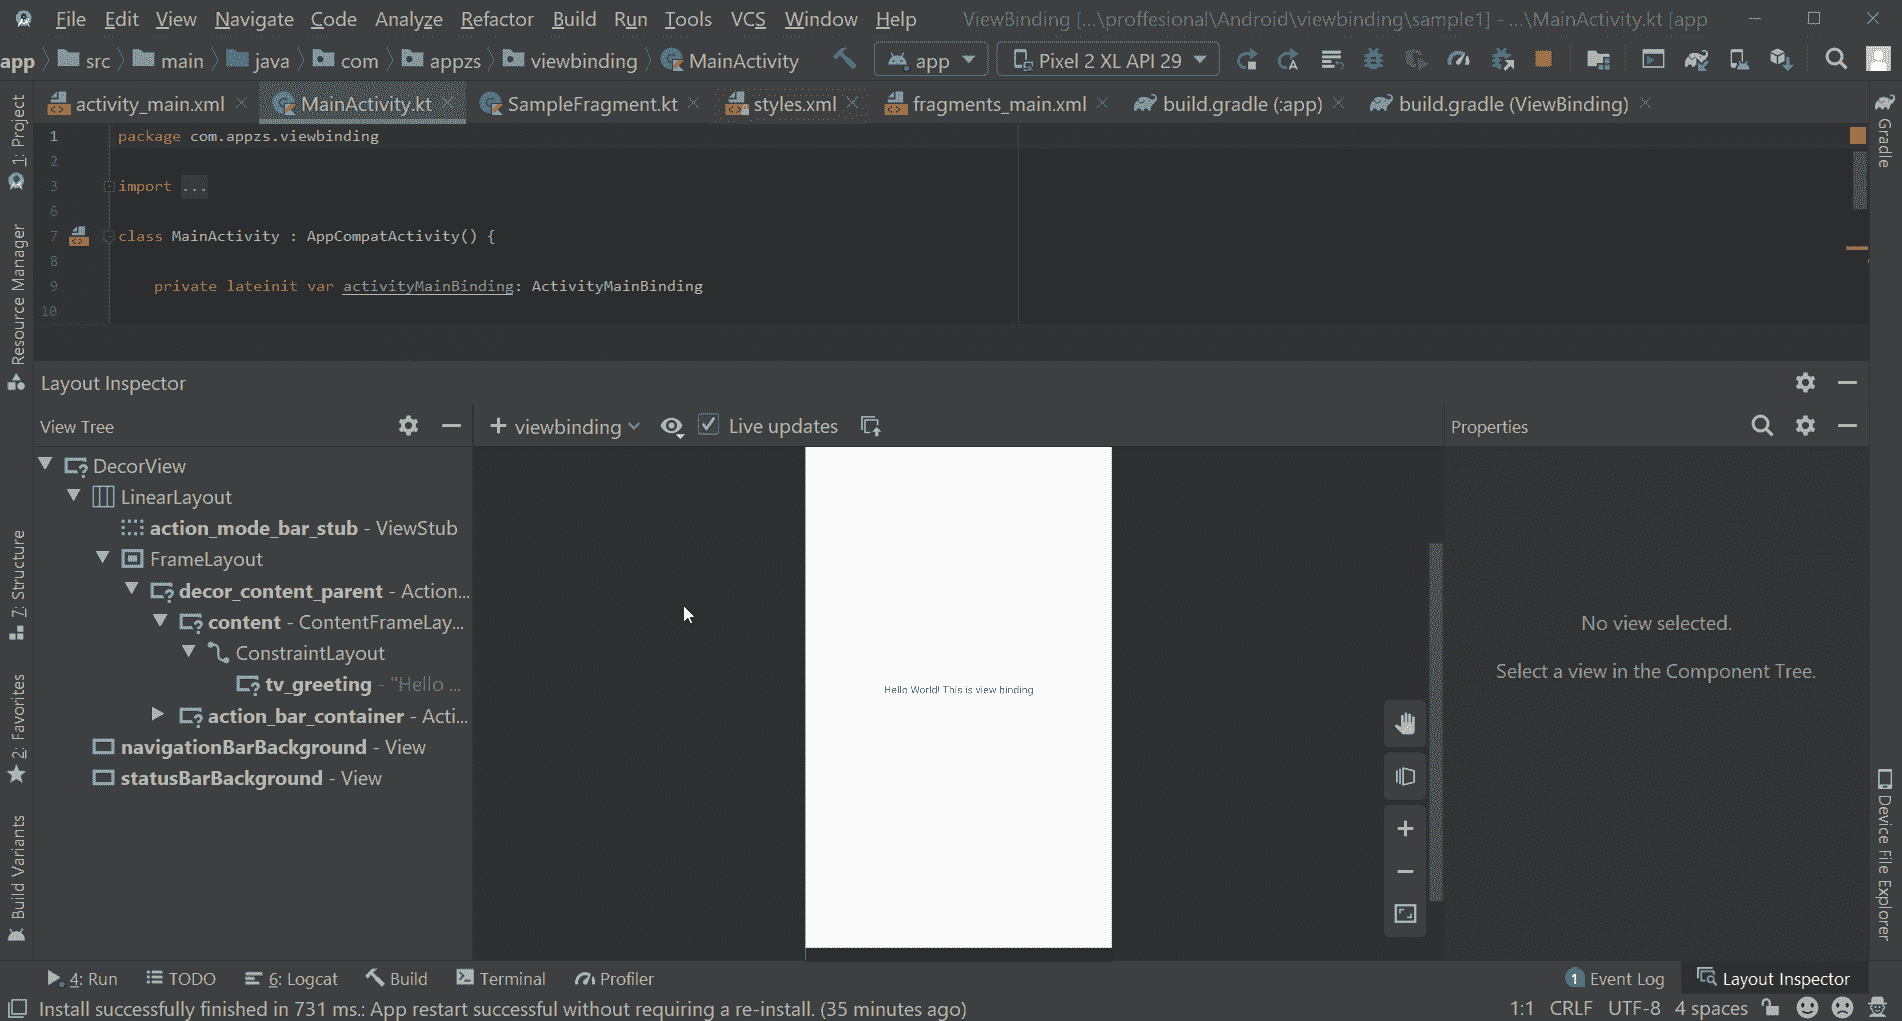 File Edit View Navigate Code Analyze Refactor Build Run Tools VCS Window Help ViewBinding [...\proffesional\Android\viewbinding\sample1] - ...\MainActivity.kt [app
app src main java com appzs viewbinding MainActivity app Pixel 2 XL API 29
activity_main.xml MainActivity.kt SampleFragment.kt styles.xml fragments_main.xml build.gradle (:app) build.gradle (ViewBinding)
1 package com.appzs.viewbinding
2
3 import ...
6
7 class MainActivity : AppCompatActivity() {
8
9 private lateinit var activityMainBinding: ActivityMainBinding
10
Layout Inspector
View Tree
viewbinding Live updates
Properties
DecorView
LinearLayout
action_mode_bar_stub - ViewStub
FrameLayout
decor_content_parent - Action...
content - ContentFrameLay...
ConstraintLayout
tv_greeting - "Hello ...
action_bar_container - Acti...
navigationBarBackground - View
statusBarBackground - View
Hello World! This is view binding
No view selected.
Select a view in the Component Tree.
1: Project
Resource Manager
7: Structure
2: Favorites
Build Variants
Gradle
Device File Explorer
4: Run TODO 6: Logcat Build Terminal Profiler 1 Event Log Layout Inspector
Install successfully finished in 731 ms.: App restart successful without requiring a re-install. (35 minutes ago) 1:1 CRLF UTF-8 4 spaces